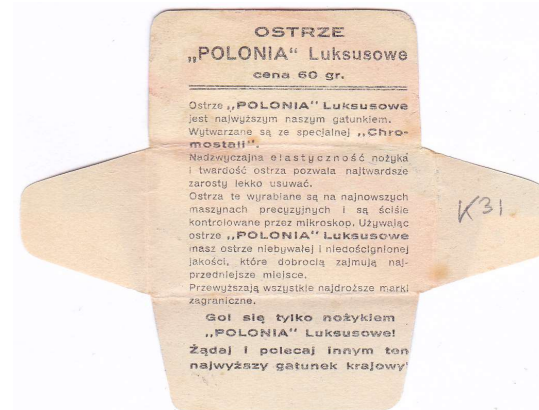 OSTRZE
„POLONIA“ Luksusowe
cena 60 gr.
Ostrze „POLONIA“ Luksusowe
jest najwyższym naszym gatunkiem.
Wytwarzane są ze specjalnej „Chro-
mostali“.
Nadzwyczajna elastyczność nożyka
i twardość ostrza pozwala najtwardsze
zarosty lekko usuwać.
Ostrza te wyrabiane są na najnowszych
maszynach precyzyjnych i są ściśle
kontrolowane przez mikroskop. Używając
ostrze „POLONIA“ Luksusowe
masz ostrze niebywałej i niedoścignionej
jakości, które dobrocią zajmują naj-
przedniejsze miejsce.
Przewyższają wszystkie najdroższe marki
zagraniczne.
Gol się tylko nożykiem
„POLONIA“ Luksusowe!
Żądaj i polecaj innym ten
najwyższy gatunek krajowy!
K31